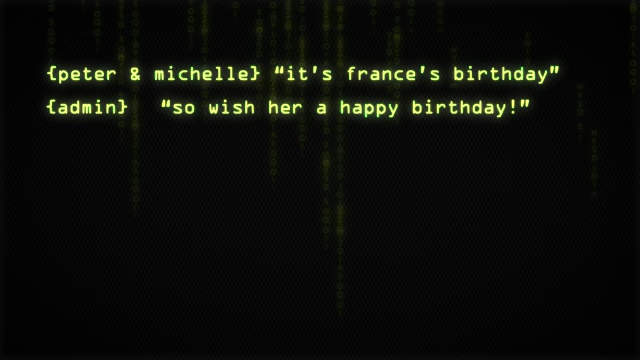 {peter & michelle} “it's france's birthday”
{admin} “so wish her a happy birthday!”